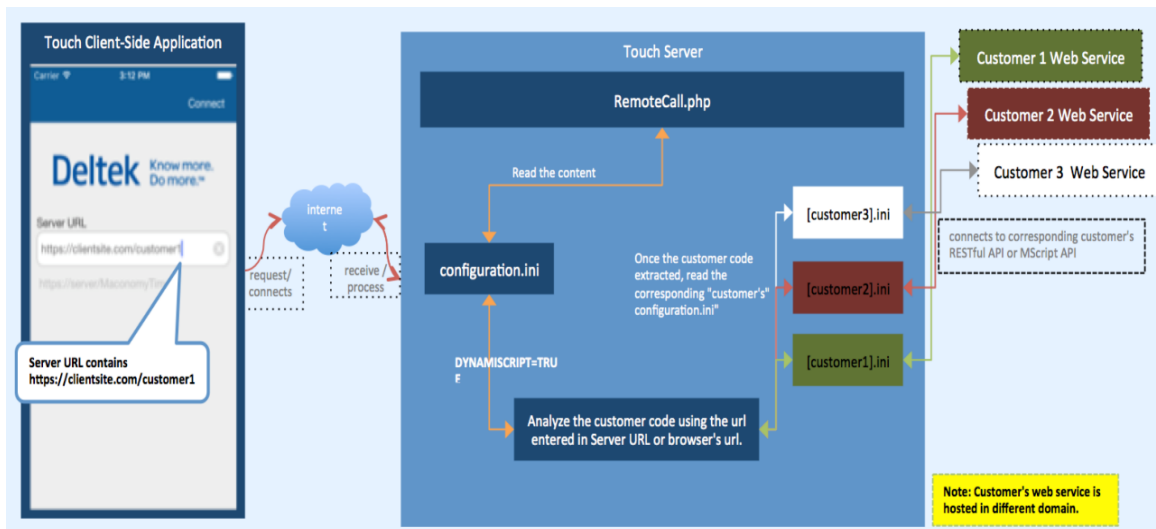 Touch Client-Side Application
Carrier
3:12 PM
Connect
Deltek
Know more.
Do more.™
Server URL
https://clientsite.com/customer1
https://server/MaconomyTim
Server URL contains
https://clientsite.com/customer1
request/
connects
interne
t
receive /
process
Touch Server
RemoteCall.php
Read the content
configuration.ini
DYNAMISCRIPT=TRU
E
Once the customer code
extracted, read the
corresponding "customer's"
configuration.ini"
Analyze the customer code using the url
entered in Server URL or browser's url.
[customer3].ini
[customer2].ini
[customer1].ini
Customer 1 Web Service
Customer 2 Web Service
Customer 3 Web Service
connects to corresponding customer's
RESTful API or MScript API
Note: Customer's web service is
hosted in different domain.